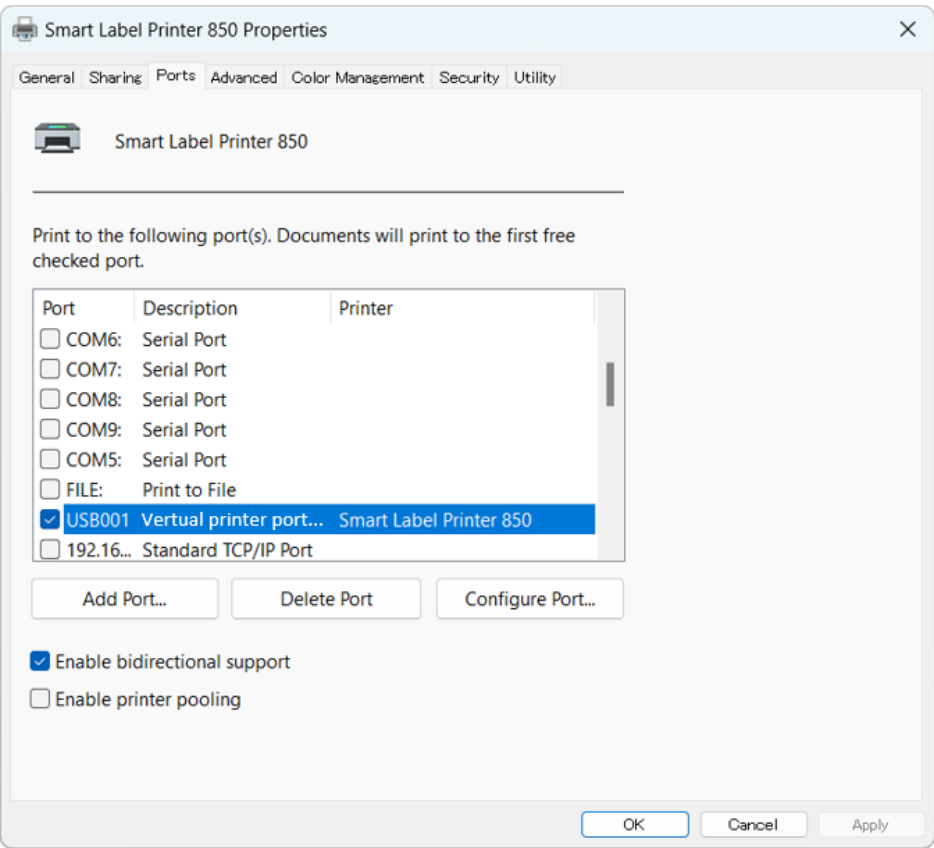 Smart Label Printer 850 Properties
General Sharing Ports Advanced Color Management Security Utility
Smart Label Printer 850
Print to the following port(s). Documents will print to the first free
checked port.
Port Description Printer
COM6: Serial Port
COM7: Serial Port
COM8: Serial Port
COM9: Serial Port
COM5: Serial Port
FILE: Print to File
USB001 Vertual printer port... Smart Label Printer 850
192.16... Standard TCP/IP Port
Add Port... Delete Port Configure Port...
Enable bidirectional support
Enable printer pooling
OK Cancel Apply